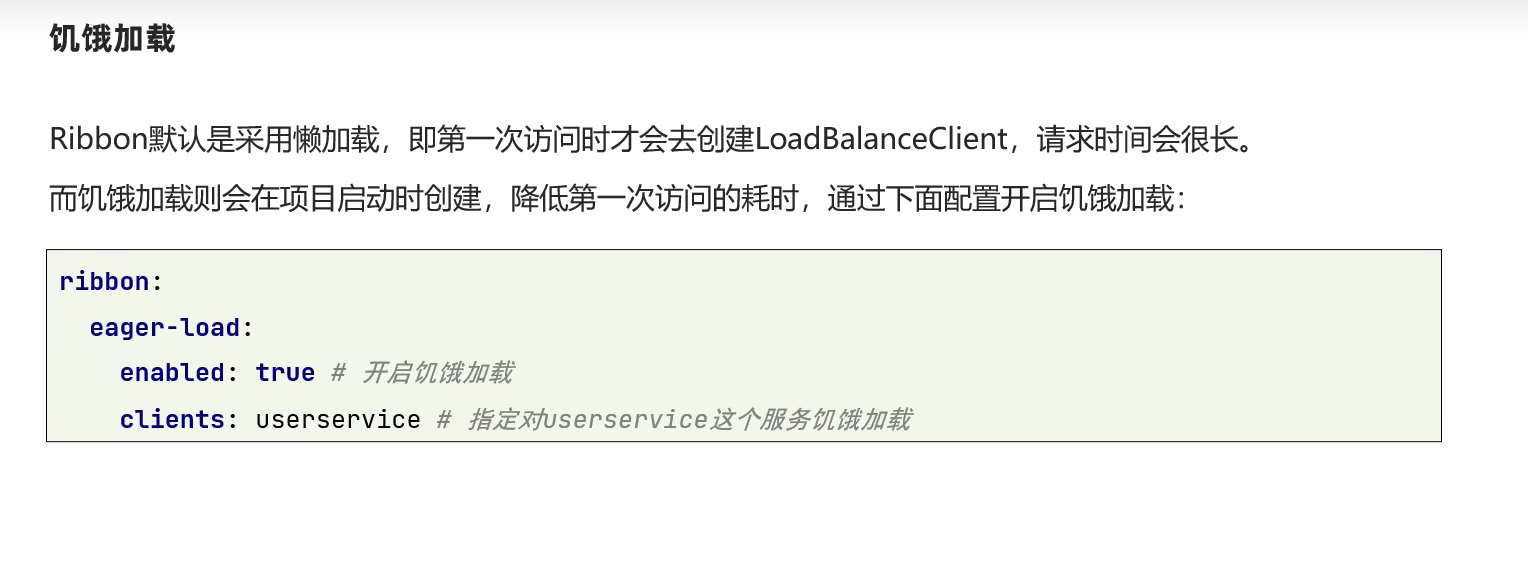 饥饿加载
Ribbon默认是采用懒加载，即第一次访问时才会去创建LoadBalanceClient，请求时间会很长。
而饥饿加载则会在项目启动时创建，降低第一次访问的耗时，通过下面配置开启饥饿加载：
ribbon:
  eager-load:
    enabled: true # 开启饥饿加载
    clients: userservice # 指定对userservice这个服务饥饿加载